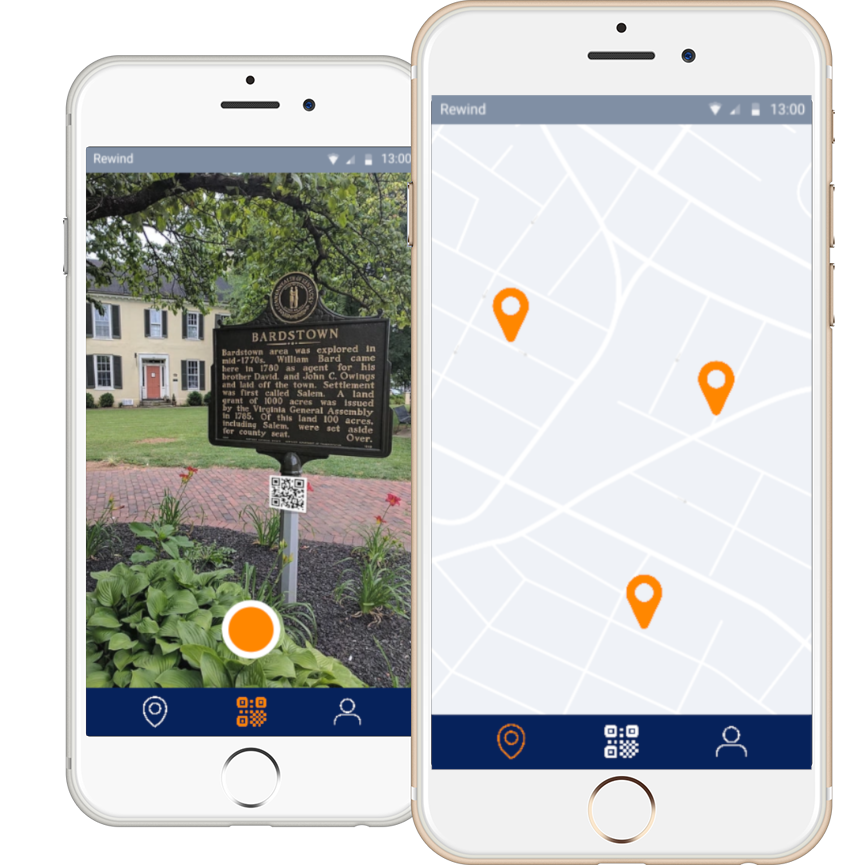 Rewind 13:00
BARDSTOWN
Bardstown area was explored in
mid-1770s. William Bard came
here in 1780 as agent for his
brother David, and John C. Owings
and laid off the town. Settlement
was first called Salem. A land
grant of 1000 acres was issued
by the Virginia General Assembly
in 1785. Of this land 100 acres,
including Salem, were set aside
for county seat. Over.
Rewind 13:00